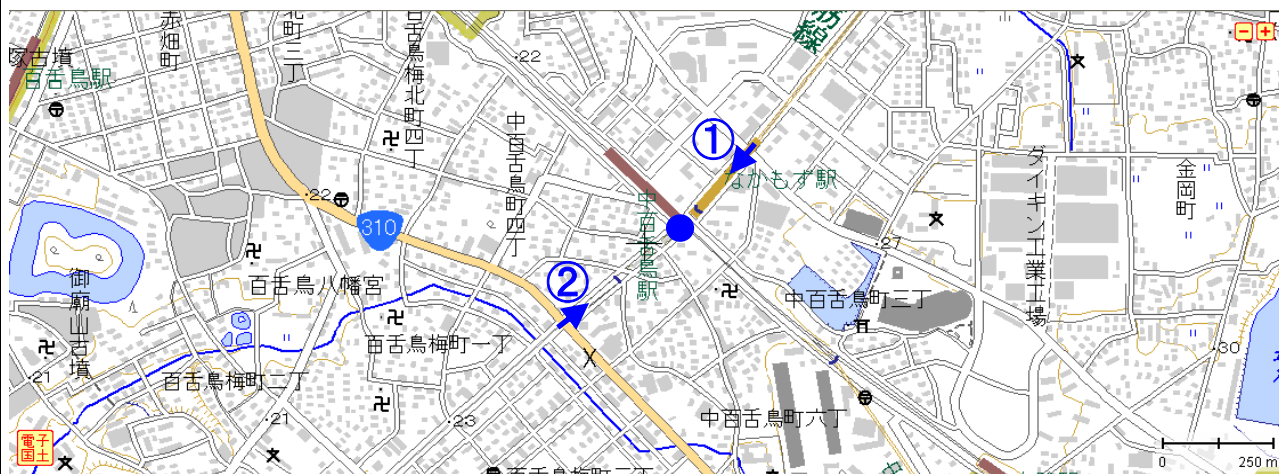 塚古墳
百舌鳥駅
赤畑町
北町三丁
百舌鳥梅北町四丁
・22
務線
①
なかもず駅
中百舌鳥町四丁
中百舌鳥駅
ダイキン工業工場
金岡町
・22
310
・27
御廟山古墳
百舌鳥八幡宮
②
中百舌鳥町三丁
百舌鳥梅町一丁
X
・30
・21
百舌鳥梅町二丁
・21
・23
中百舌鳥町六丁
電子国土
0
250 m